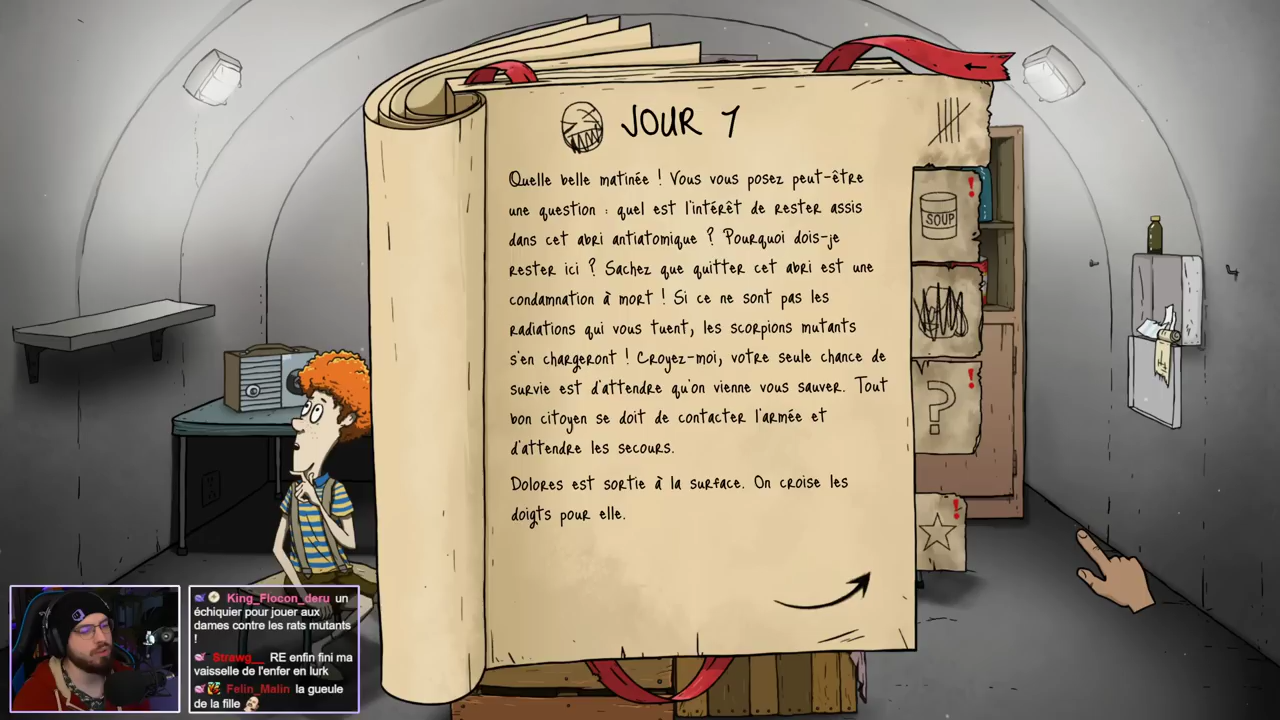 JOUR 1
Quelle belle matinée ! Vous vous posez peut-être
une question : quel est l'intérêt de rester assis
dans cet abri antiatomique ? Pourquoi dois-je
rester ici ? Sachez que quitter cet abri est une
condamnation à mort ! Si ce ne sont pas les
radiations qui vous tuent, les scorpions mutants
s'en chargeront ! Croyez-moi, votre seule chance de
survie est d'attendre qu'on vienne vous sauver. Tout
bon citoyen se doit de contacter l'armée et
d'attendre les secours.
Dolores est sortie à la surface. On croise les
doigts pour elle.
!
SOUP
!
?
!
King_Flocon_deru un
échiquier pour jouer aux
dames contre les rats mutants
!
Strawg__ RE enfin fini ma
vaisselle de l'enfer en lurk
Felin_Malin la gueule
de la fille